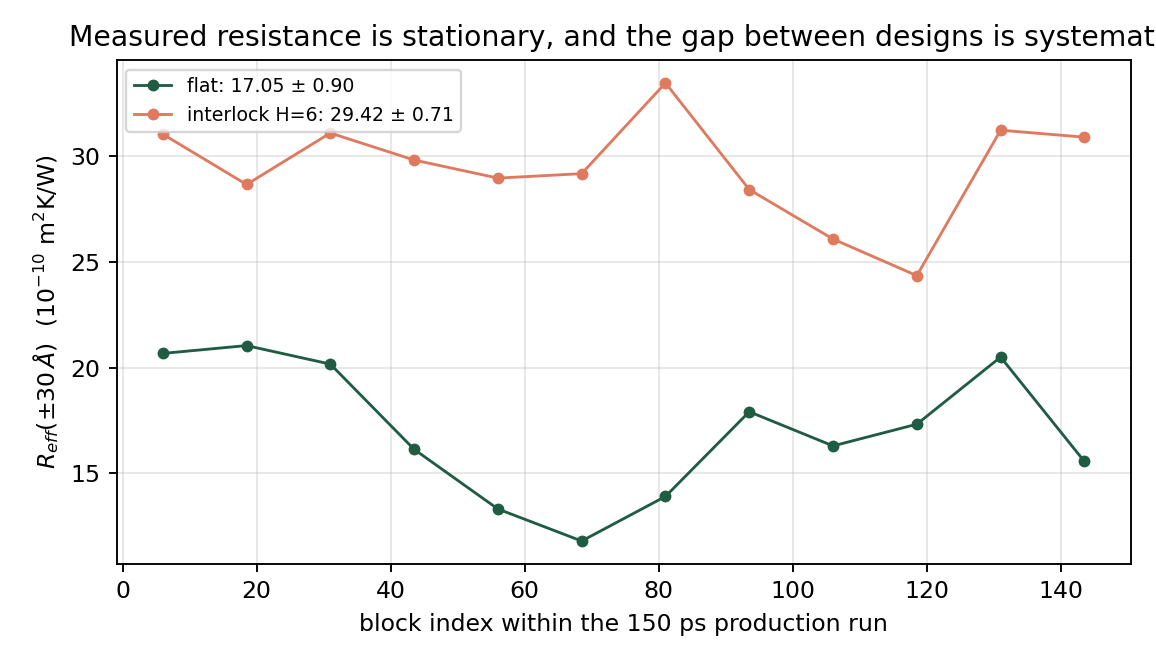 Measured resistance is stationary, and the gap between designs is systemat
flat: 17.05 ± 0.90
interlock H=6: 29.42 ± 0.71
R_eff(±30 Å) (10⁻¹⁰ m²K/W)
30
25
20
15
0 20 40 60 80 100 120 140
block index within the 150 ps production run